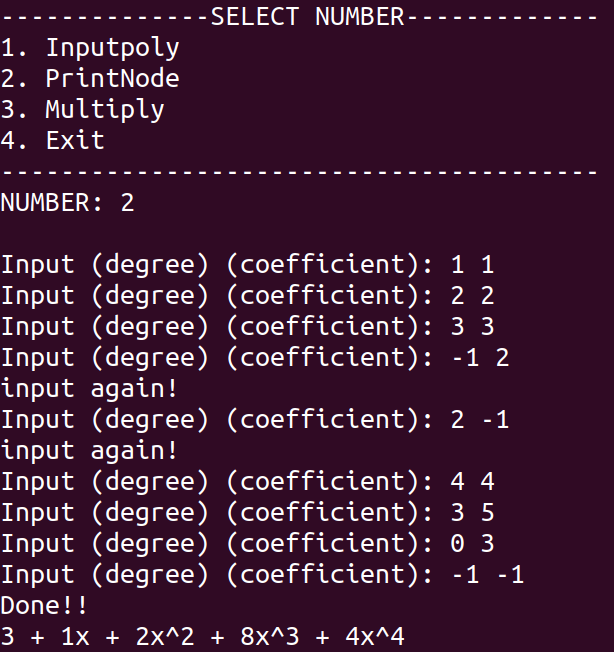 --------------SELECT NUMBER-------------
1. Inputpoly
2. PrintNode
3. Multiply
4. Exit
----------------------------------------
NUMBER: 2
Input (degree) (coefficient): 1 1
Input (degree) (coefficient): 2 2
Input (degree) (coefficient): 3 3
Input (degree) (coefficient): -1 2
input again!
Input (degree) (coefficient): 2 -1
input again!
Input (degree) (coefficient): 4 4
Input (degree) (coefficient): 3 5
Input (degree) (coefficient): 0 3
Input (degree) (coefficient): -1 -1
Done!!
3 + 1x + 2x^2 + 8x^3 + 4x^4